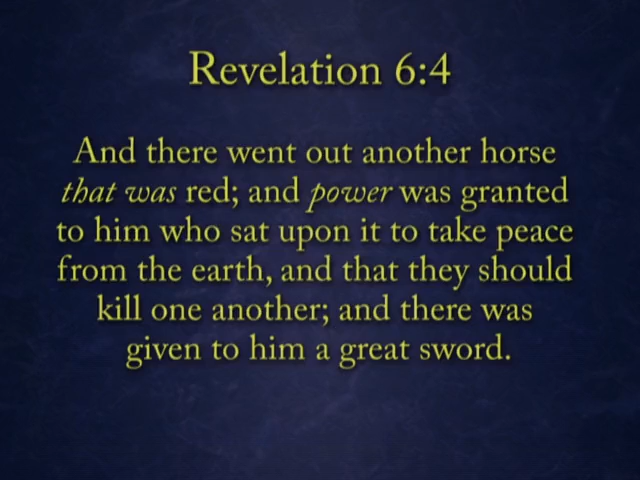 Revelation 6:4
And there went out another horse
that was red; and power was granted
to him who sat upon it to take peace
from the earth, and that they should
kill one another; and there was
given to him a great sword.